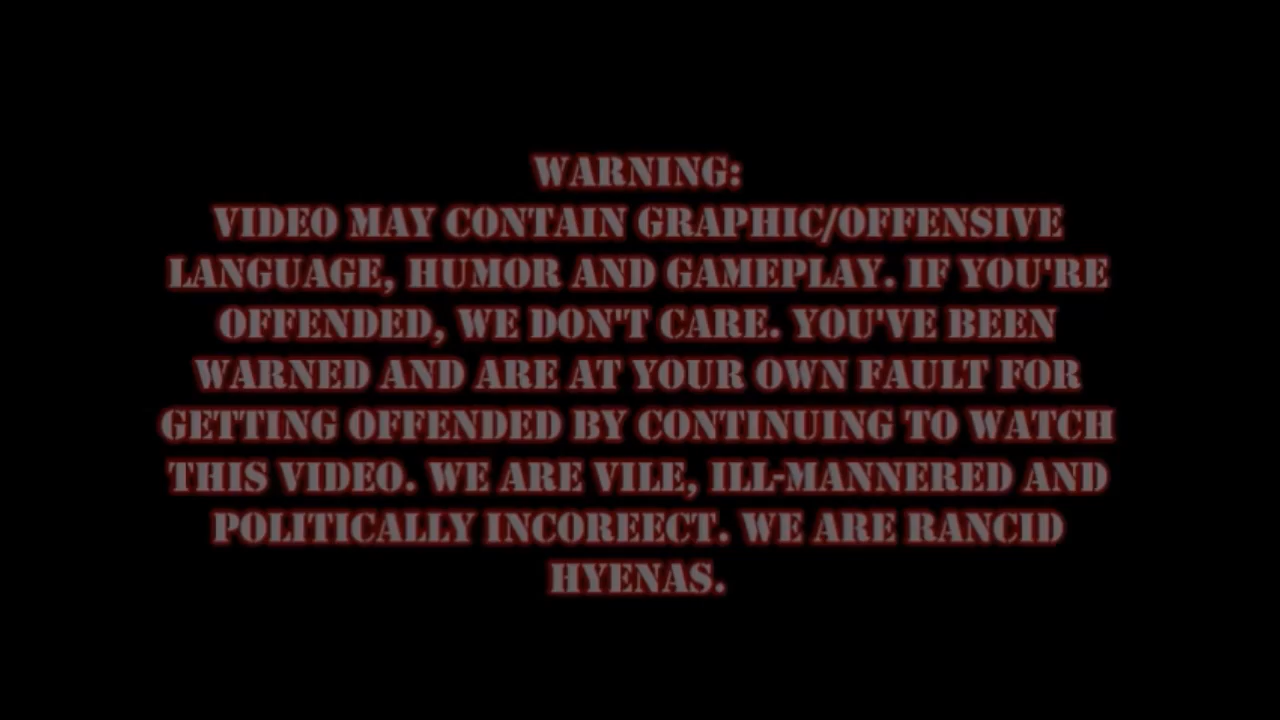 WARNING:
VIDEO MAY CONTAIN GRAPHIC/OFFENSIVE
LANGUAGE, HUMOR AND GAMEPLAY. IF YOU'RE
OFFENDED, WE DON'T CARE. YOU'VE BEEN
WARNED AND ARE AT YOUR OWN FAULT FOR
GETTING OFFENDED BY CONTINUING TO WATCH
THIS VIDEO. WE ARE VILE, ILL-MANNERED AND
POLITICALLY INCOREECT. WE ARE RANCID
HYENAS.